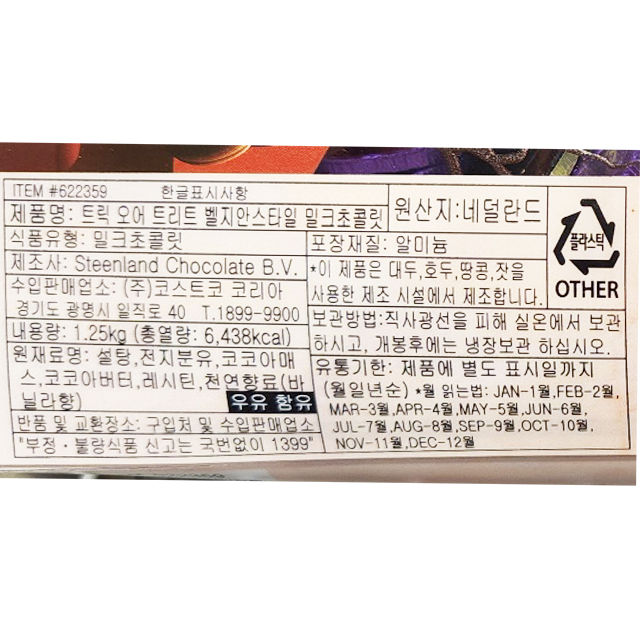 ITEM #622359 한글표시사항
제품명: 트릭 오어 트리트 벨지안스타일 밀크초콜릿
식품유형: 밀크초콜릿
제조사: Steenland Chocolate B.V.
수입판매업소: (주)코스트코 코리아
경기도 광명시 일직로 40 T.1899-9900
내용량: 1.25kg (총열량: 6,438kcal)
원재료명: 설탕,전지분유,코코아매
스,코코아버터,레시틴,천연향료(바
닐라향)
우유 함유
반품 및 교환장소: 구입처 및 수입판매업소
"부정·불량식품 신고는 국번없이 1399"
원산지:네덜란드
포장재질: 알미늄
*이 제품은 대두,호두,땅콩,잣을
사용한 제조 시설에서 제조합니다.
플라스틱
OTHER
보관방법:직사광선을 피해 실온에서 보관
하시고, 개봉후에는 냉장보관 하십시오.
유통기한: 제품에 별도 표시일까지
(월일년순) *월 읽는법: JAN-1월,FEB-2월,
MAR-3월,APR-4월,MAY-5월,JUN-6월,
JUL-7월,AUG-8월,SEP-9월,OCT-10월,
NOV-11월,DEC-12월